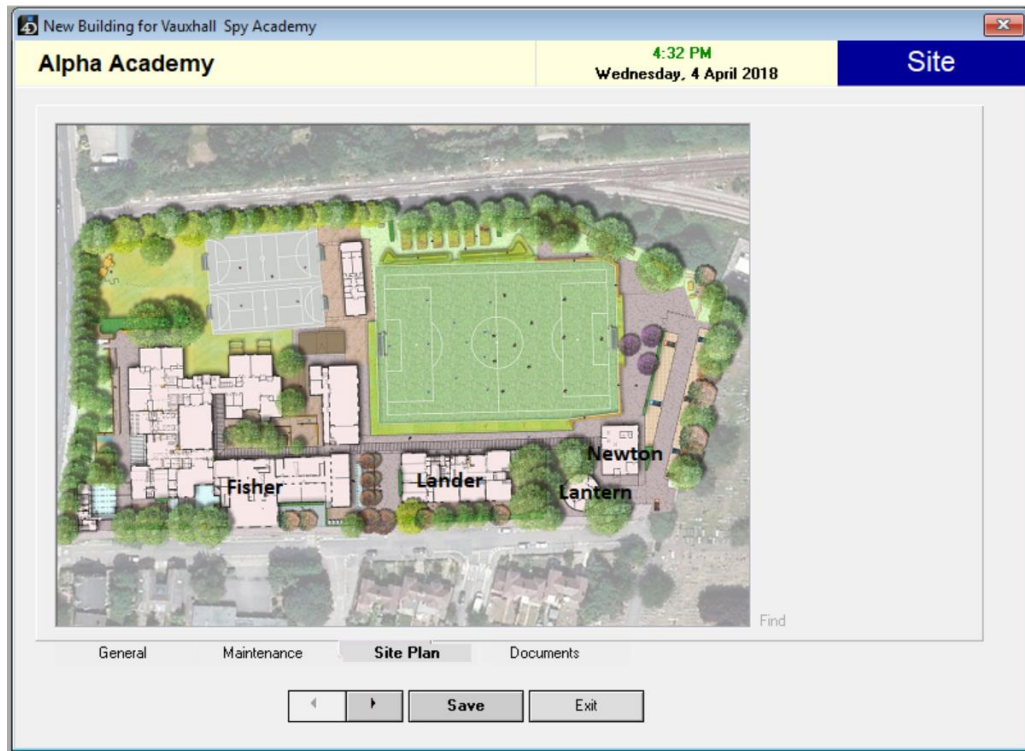 New Building for Vauxhall  Spy Academy
Alpha Academy
4:32 PM
Wednesday, 4 April 2018
Site
Fisher
Lander
Newton
Lantern
Find
General
Maintenance
Site Plan
Documents
Save
Exit